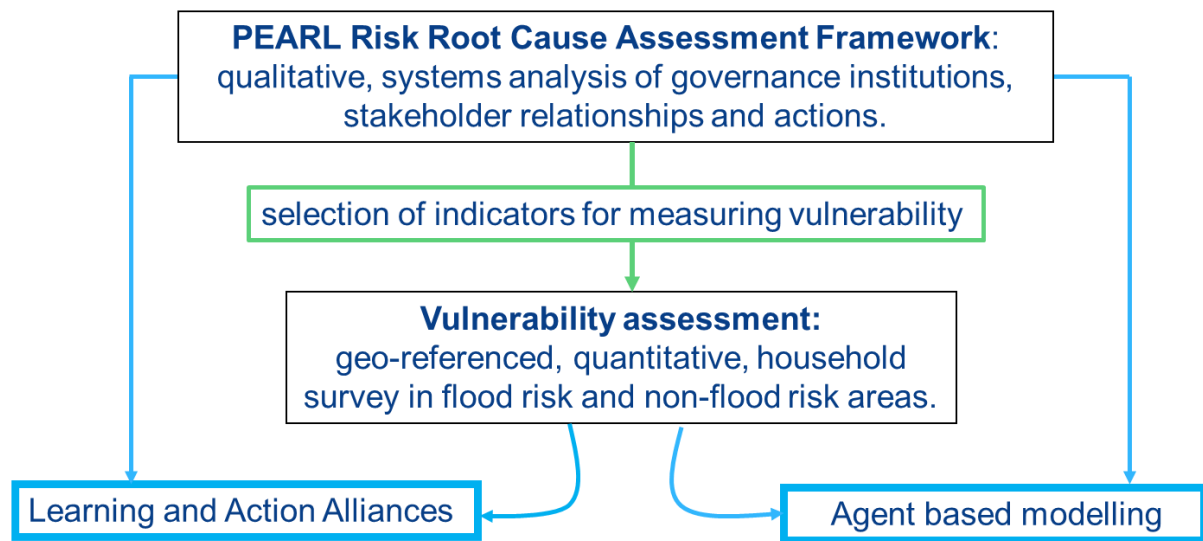 PEARL Risk Root Cause Assessment Framework:
qualitative, systems analysis of governance institutions,
stakeholder relationships and actions.
selection of indicators for measuring vulnerability
Vulnerability assessment:
geo-referenced, quantitative, household
survey in flood risk and non-flood risk areas.
Learning and Action Alliances
Agent based modelling